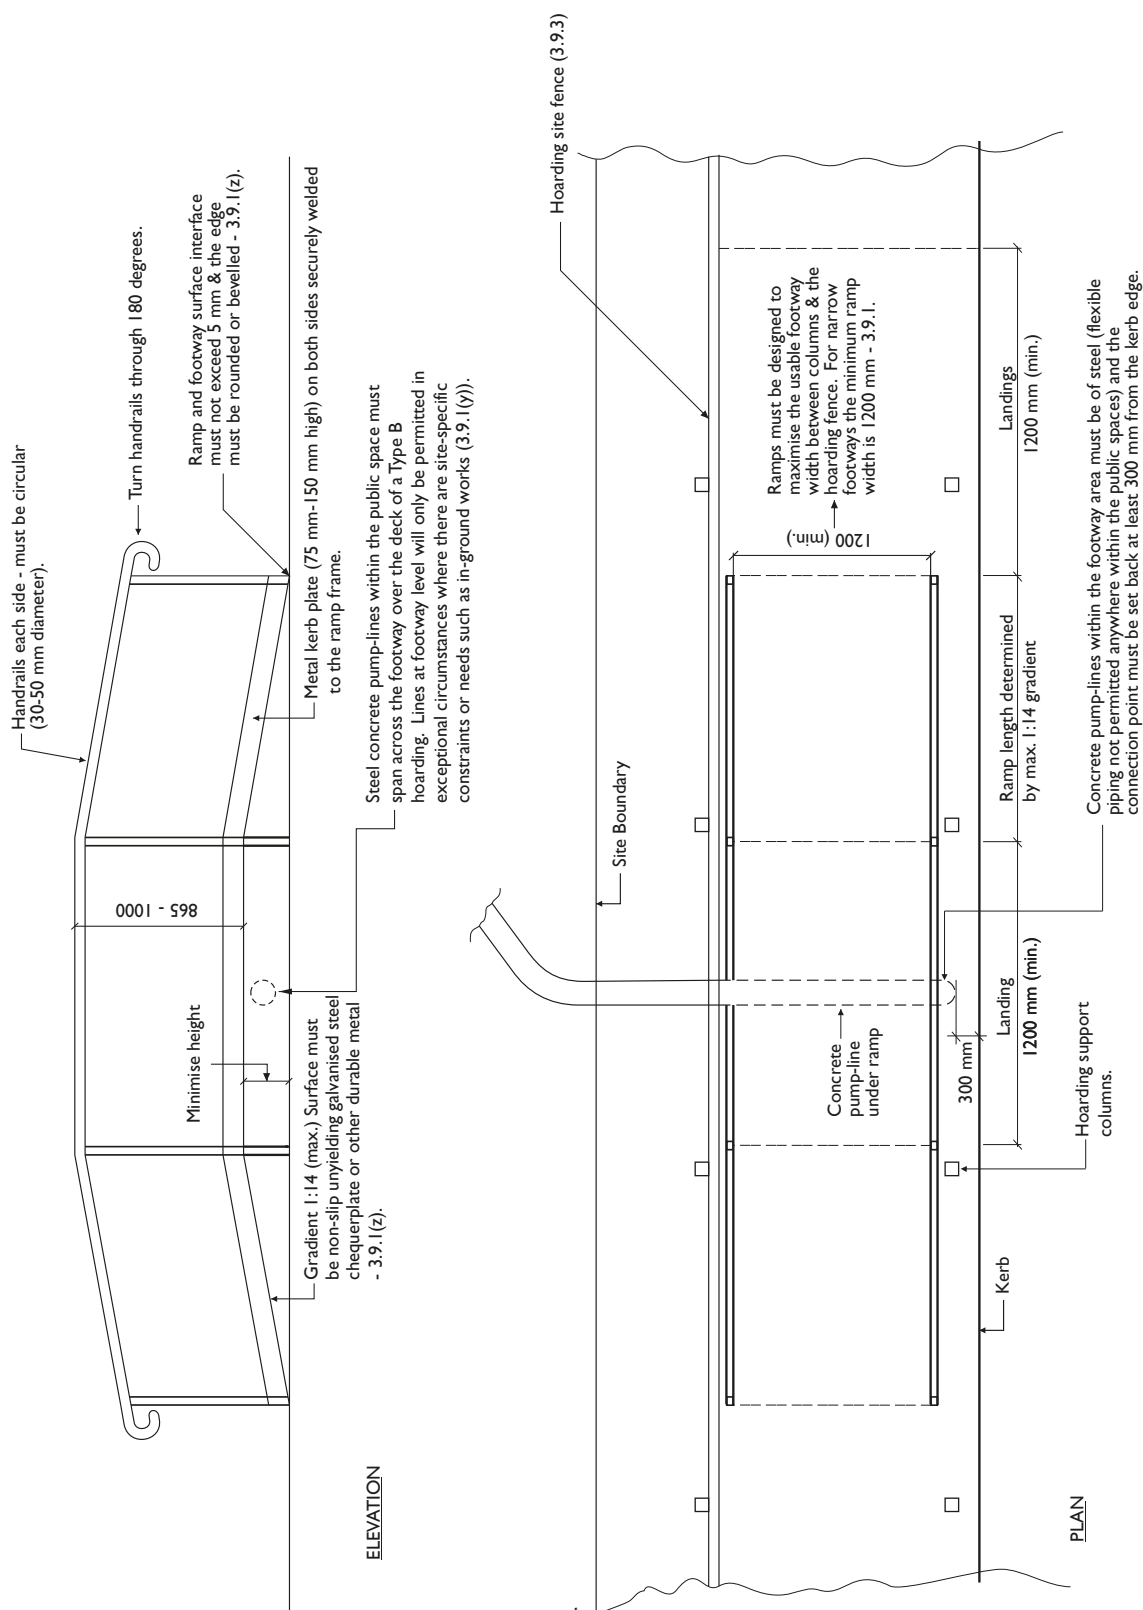 Handrails each side - must be circular
(30-50 mm diameter).
Turn handrails through 180 degrees.
Ramp and footway surface interface
must not exceed 5 mm & the edge
must be rounded or bevelled - 3.9.1(z).
865 - 1000
Minimise height
Metal kerb plate (75 mm-150 mm high) on both sides securely welded
to the ramp frame.
Gradient 1:14 (max.) Surface must
be non-slip unyielding galvanised steel
chequerplate or other durable metal
- 3.9.1(z).
Steel concrete pump-lines within the public space must
span across the footway over the deck of a Type B
hoarding. Lines at footway level will only be permitted in
exceptional circumstances where there are site-specific
constraints or needs such as in-ground works (3.9.1(y)).
ELEVATION
Hoarding site fence (3.9.3)
Site Boundary
Ramps must be designed to
maximise the usable footway
width between columns & the
hoarding fence. For narrow
footways the minimum ramp
width is 1200 mm - 3.9.1.
1200 (min.)
Concrete
pump-line
under ramp
300 mm
Landing
1200 mm (min.)
Ramp length determined
by max. 1:14 gradient
Landings
1200 mm (min.)
Kerb
Hoarding support
columns.
Concrete pump-lines within the footway area must be of steel (flexible
piping not permitted anywhere within the public spaces) and the
connection point must be set back at least 300 mm from the kerb edge.
PLAN